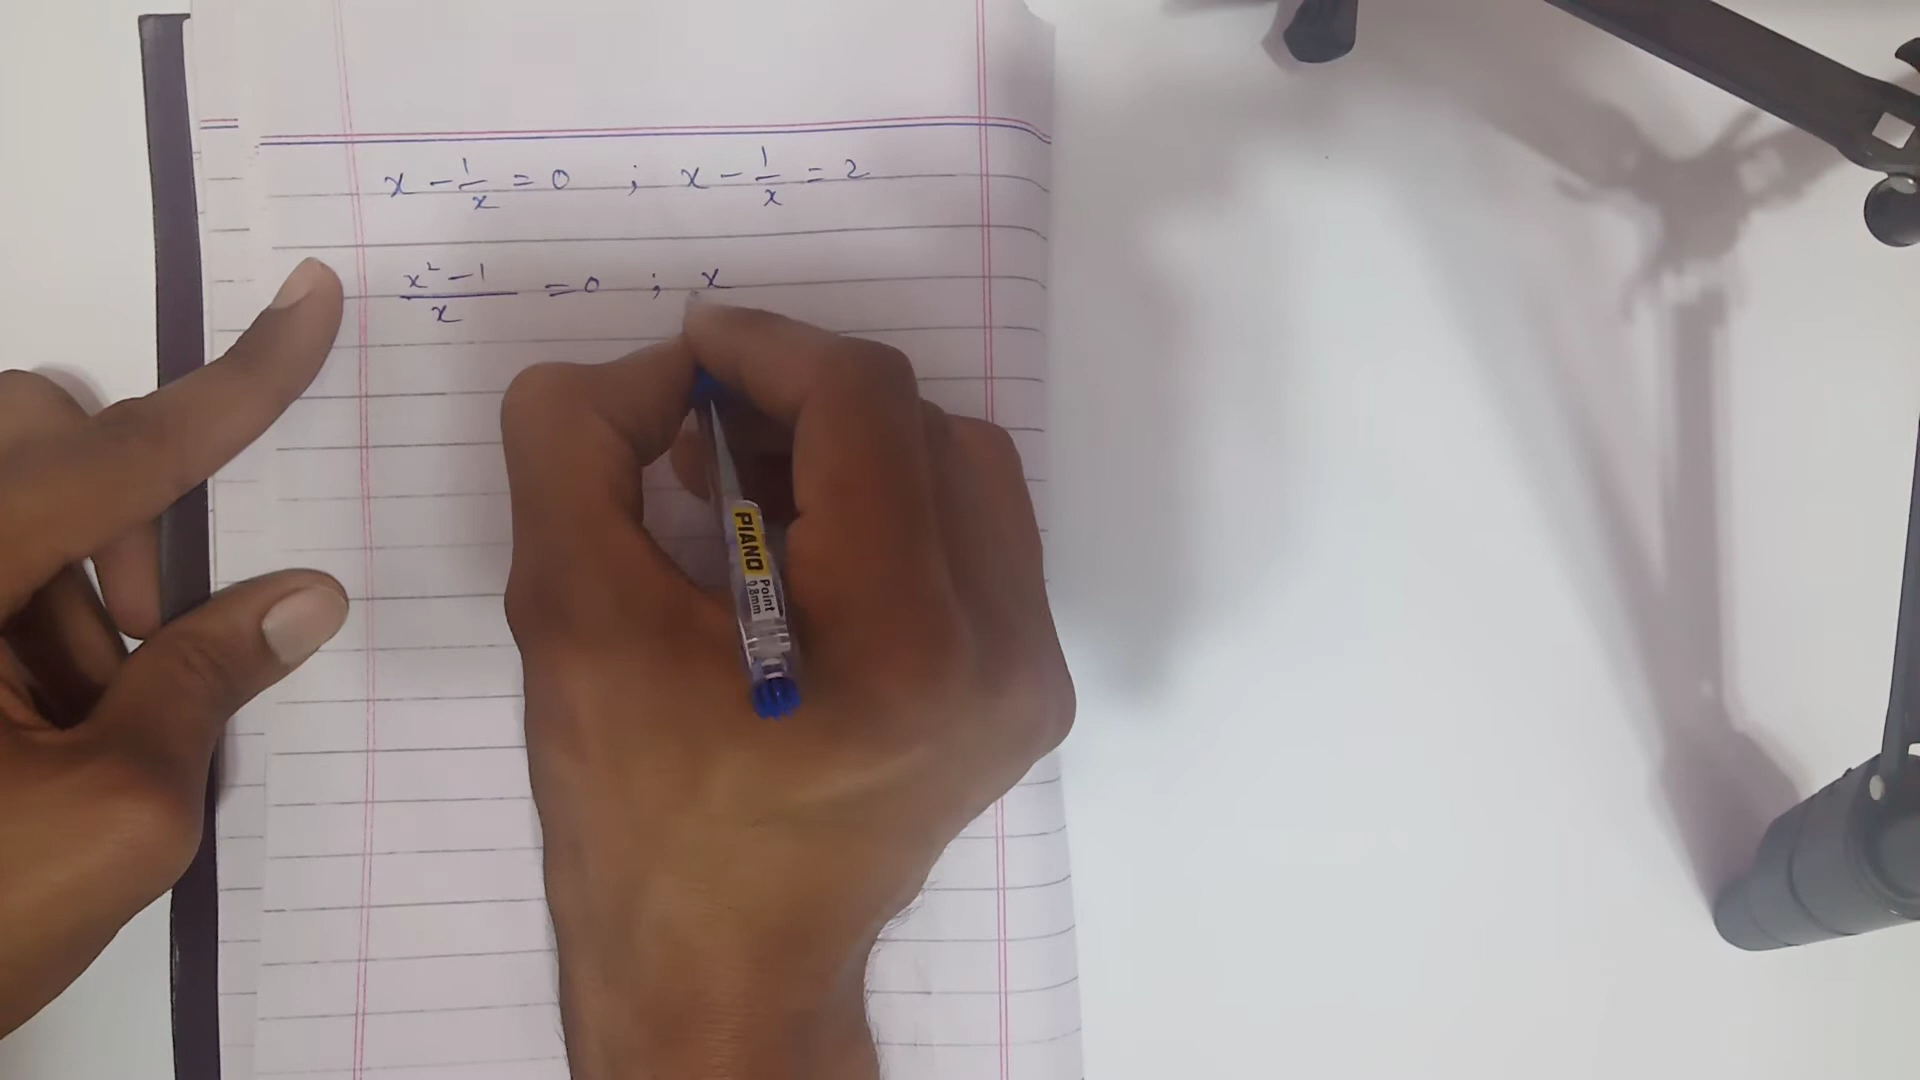 x - 1/x = 0 ; x - 1/x = 2
x² - 1/x = 0 ; x
PIANO
Point
0.8mm